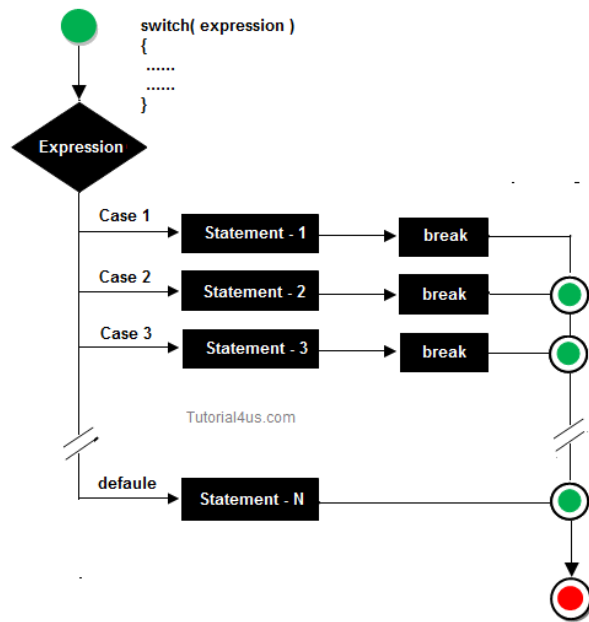 switch( expression )
{
......
......
}
Expression
Case 1
Statement - 1
break
Case 2
Statement - 2
break
Case 3
Statement - 3
break
Tutorial4us.com
defaule
Statement - N